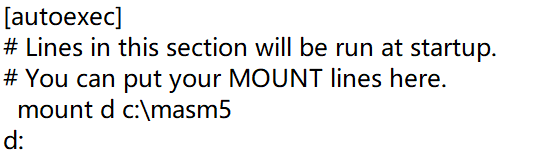 [autoexec]
# Lines in this section will be run at startup.
# You can put your MOUNT lines here.
  mount d c:\masm5
d: